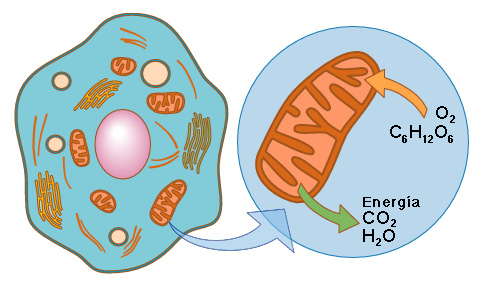 O₂
C₆H₁₂O₆
Energía
CO₂
H₂O